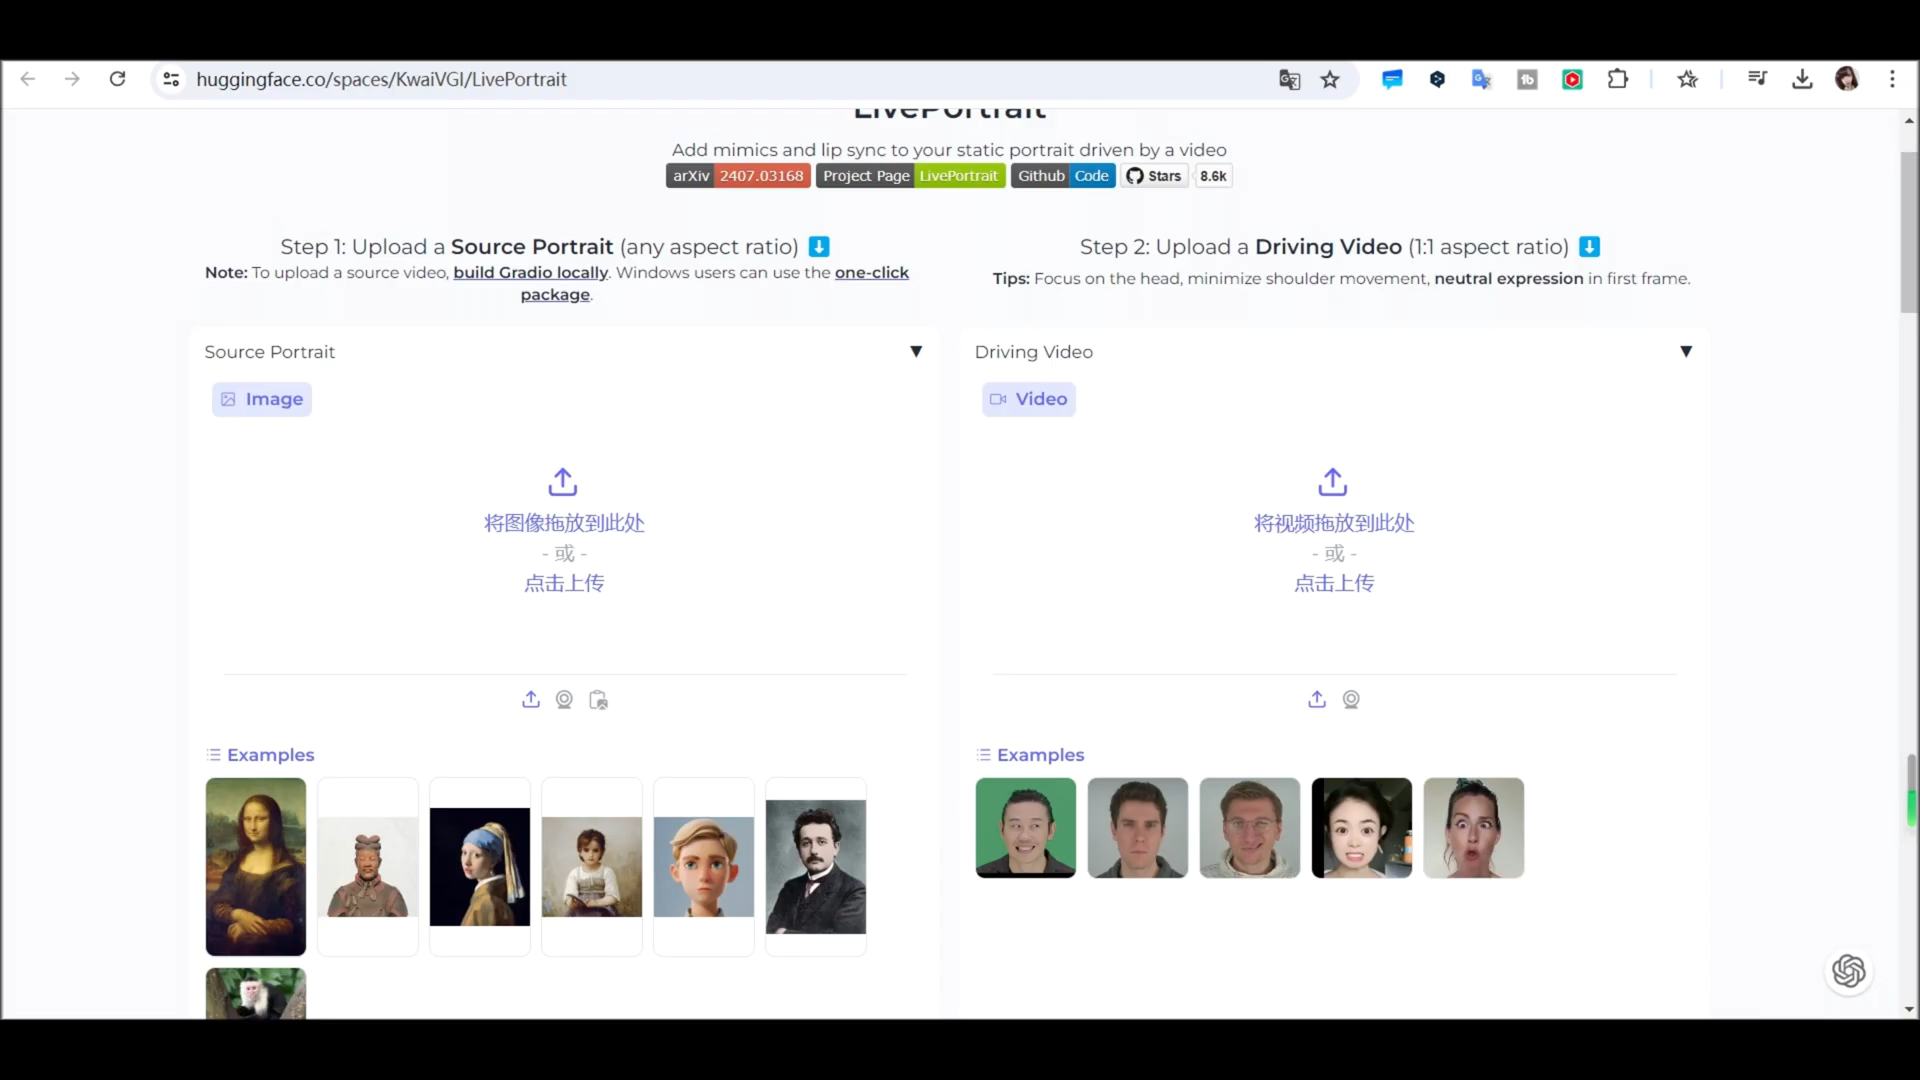 huggingface.co/spaces/KwaiVGI/LivePortrait
LivePortrait
Add mimics and lip sync to your static portrait driven by a video
arXiv 2407.03168 Project Page LivePortrait Github Code Stars 8.6k
Step 1: Upload a Source Portrait (any aspect ratio)
Note: To upload a source video, build Gradio locally. Windows users can use the one-click
package.
Step 2: Upload a Driving Video (1:1 aspect ratio)
Tips: Focus on the head, minimize shoulder movement, neutral expression in first frame.
Source Portrait
Image
将图像拖放到此处
- 或 -
点击上传
Examples
Driving Video
Video
将视频拖放到此处
- 或 -
点击上传
Examples